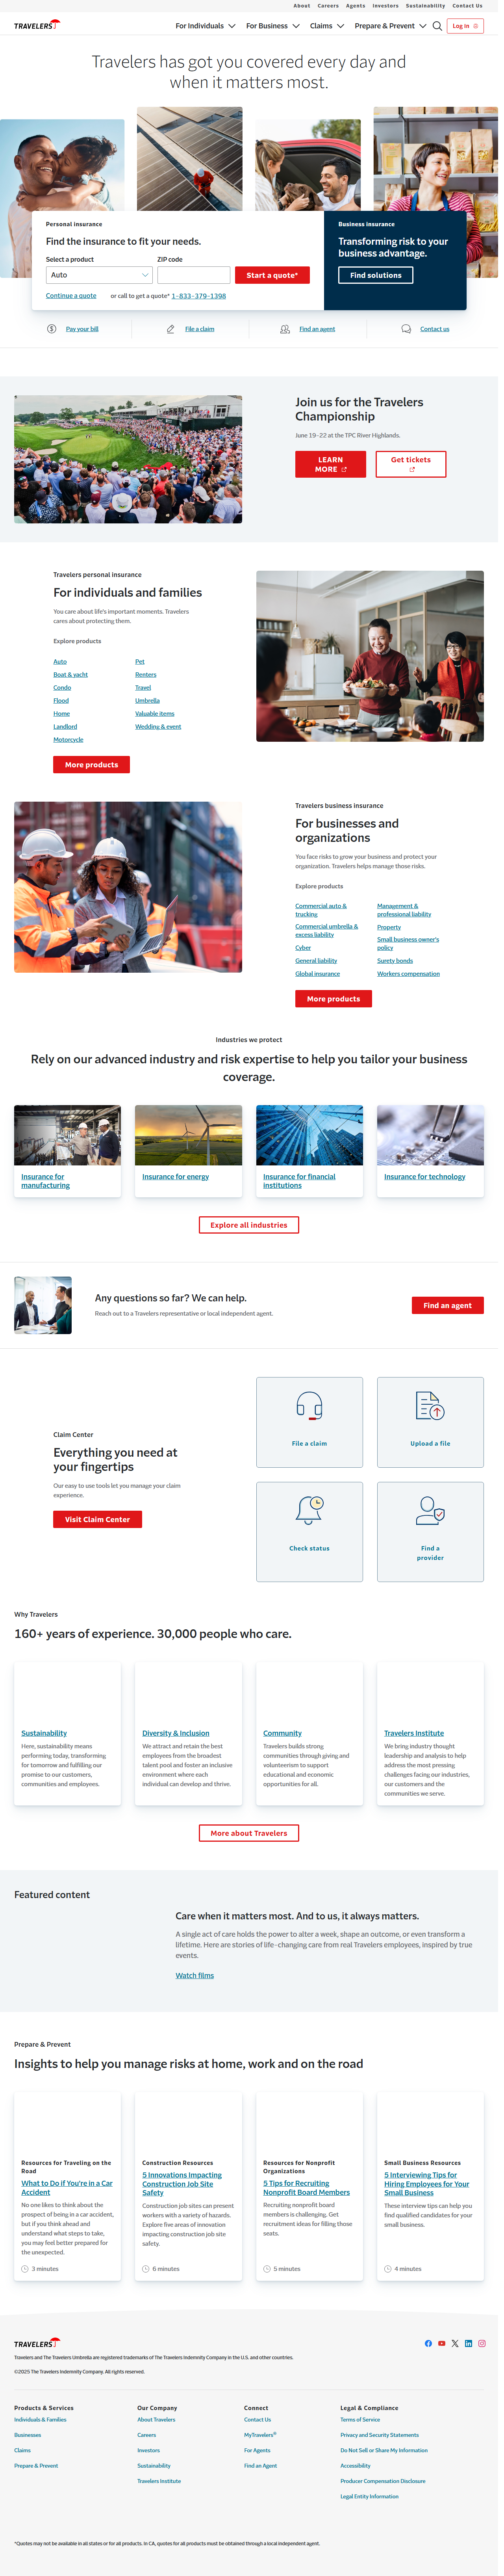 About Careers Agents Investors Sustainability Contact Us
TRAVELERS For Individuals For Business Claims Prepare & Prevent Log in
Travelers has got you covered every day and
when it matters most.
Personal insurance
Find the insurance to fit your needs.
Select a product ZIP code
Auto Start a quote*
Continue a quote or call to get a quote* 1-833-379-1398
Business insurance
Transforming risk to your
business advantage.
Find solutions
Pay your bill File a claim Find an agent Contact us
Join us for the Travelers
Championship
June 19-22 at the TPC River Highlands.
LEARN
MORE
Get tickets
Travelers personal insurance
For individuals and families
You care about life's important moments. Travelers
cares about protecting them.
Explore products
Auto Pet
Boat & yacht Renters
Condo Travel
Flood Umbrella
Home Valuable items
Landlord Wedding & event
Motorcycle
More products
Travelers business insurance
For businesses and
organizations
You face risks to grow your business and protect your
organization. Travelers helps manage those risks.
Explore products
Commercial auto &
trucking
Commercial umbrella &
excess liability
Cyber
General liability
Global insurance
Management &
professional liability
Property
Small business owner's
policy
Surety bonds
Workers compensation
More products
Industries we protect
Rely on our advanced industry and risk expertise to help you tailor your business
coverage.
Insurance for
manufacturing
Insurance for energy
Insurance for financial
institutions
Insurance for technology
Explore all industries
Any questions so far? We can help.
Reach out to a Travelers representative or local independent agent.
Find an agent
Claim Center
Everything you need at
your fingertips
Our easy to use tools let you manage your claim
experience.
Visit Claim Center
File a claim
Upload a file
Check status
Find a
provider
Why Travelers
160+ years of experience. 30,000 people who care.
Sustainability
Here, sustainability means
performing today, transforming
for tomorrow and fulfilling our
promise to our customers,
communities and employees.
Diversity & Inclusion
We attract and retain the best
employees from the broadest
talent pool and foster an inclusive
environment where each
individual can develop and thrive.
Community
Travelers builds strong
communities through giving and
volunteerism to support
educational and economic
opportunities for all.
Travelers Institute
We bring industry thought
leadership and analysis to help
address the most pressing
challenges facing our industries,
our customers and the
communities we serve.
More about Travelers
Featured content
Care when it matters most. And to us, it always matters.
A single act of care holds the power to alter a week, shape an outcome, or even transform a
lifetime. Here are stories of life-changing care from real Travelers employees, inspired by true
events.
Watch films
Prepare & Prevent
Insights to help you manage risks at home, work and on the road
Resources for Traveling on the
Road
What to Do if You're in a Car
Accident
No one likes to think about the
prospect of being in a car accident,
but if you think ahead and
understand what steps to take,
you may feel better prepared for
the unexpected.
3 minutes
Construction Resources
5 Innovations Impacting
Construction Job Site
Safety
Construction job sites can present
workers with a variety of hazards.
Explore five areas of innovation
impacting construction job site
safety.
6 minutes
Resources for Nonprofit
Organizations
5 Tips for Recruiting
Nonprofit Board Members
Recruiting nonprofit board
members is challenging. Get
recruitment ideas for filling those
seats.
5 minutes
Small Business Resources
5 Interviewing Tips for
Hiring Employees for Your
Small Business
These interview tips can help you
find qualified candidates for your
small business.
4 minutes
TRAVELERS
Travelers and The Travelers Umbrella are registered trademarks of The Travelers Indemnity Company in the U.S. and other countries.
©2025 The Travelers Indemnity Company. All rights reserved.
Products & Services
Individuals & Families
Businesses
Claims
Prepare & Prevent
Our Company
About Travelers
Careers
Investors
Sustainability
Travelers Institute
Connect
Contact Us
MyTravelers®
For Agents
Find an Agent
Legal & Compliance
Terms of Service
Privacy and Security Statements
Do Not Sell or Share My Information
Accessibility
Producer Compensation Disclosure
Legal Entity Information
*Quotes may not be available in all states or for all products. In CA, quotes for all products must be obtained through a local independent agent.